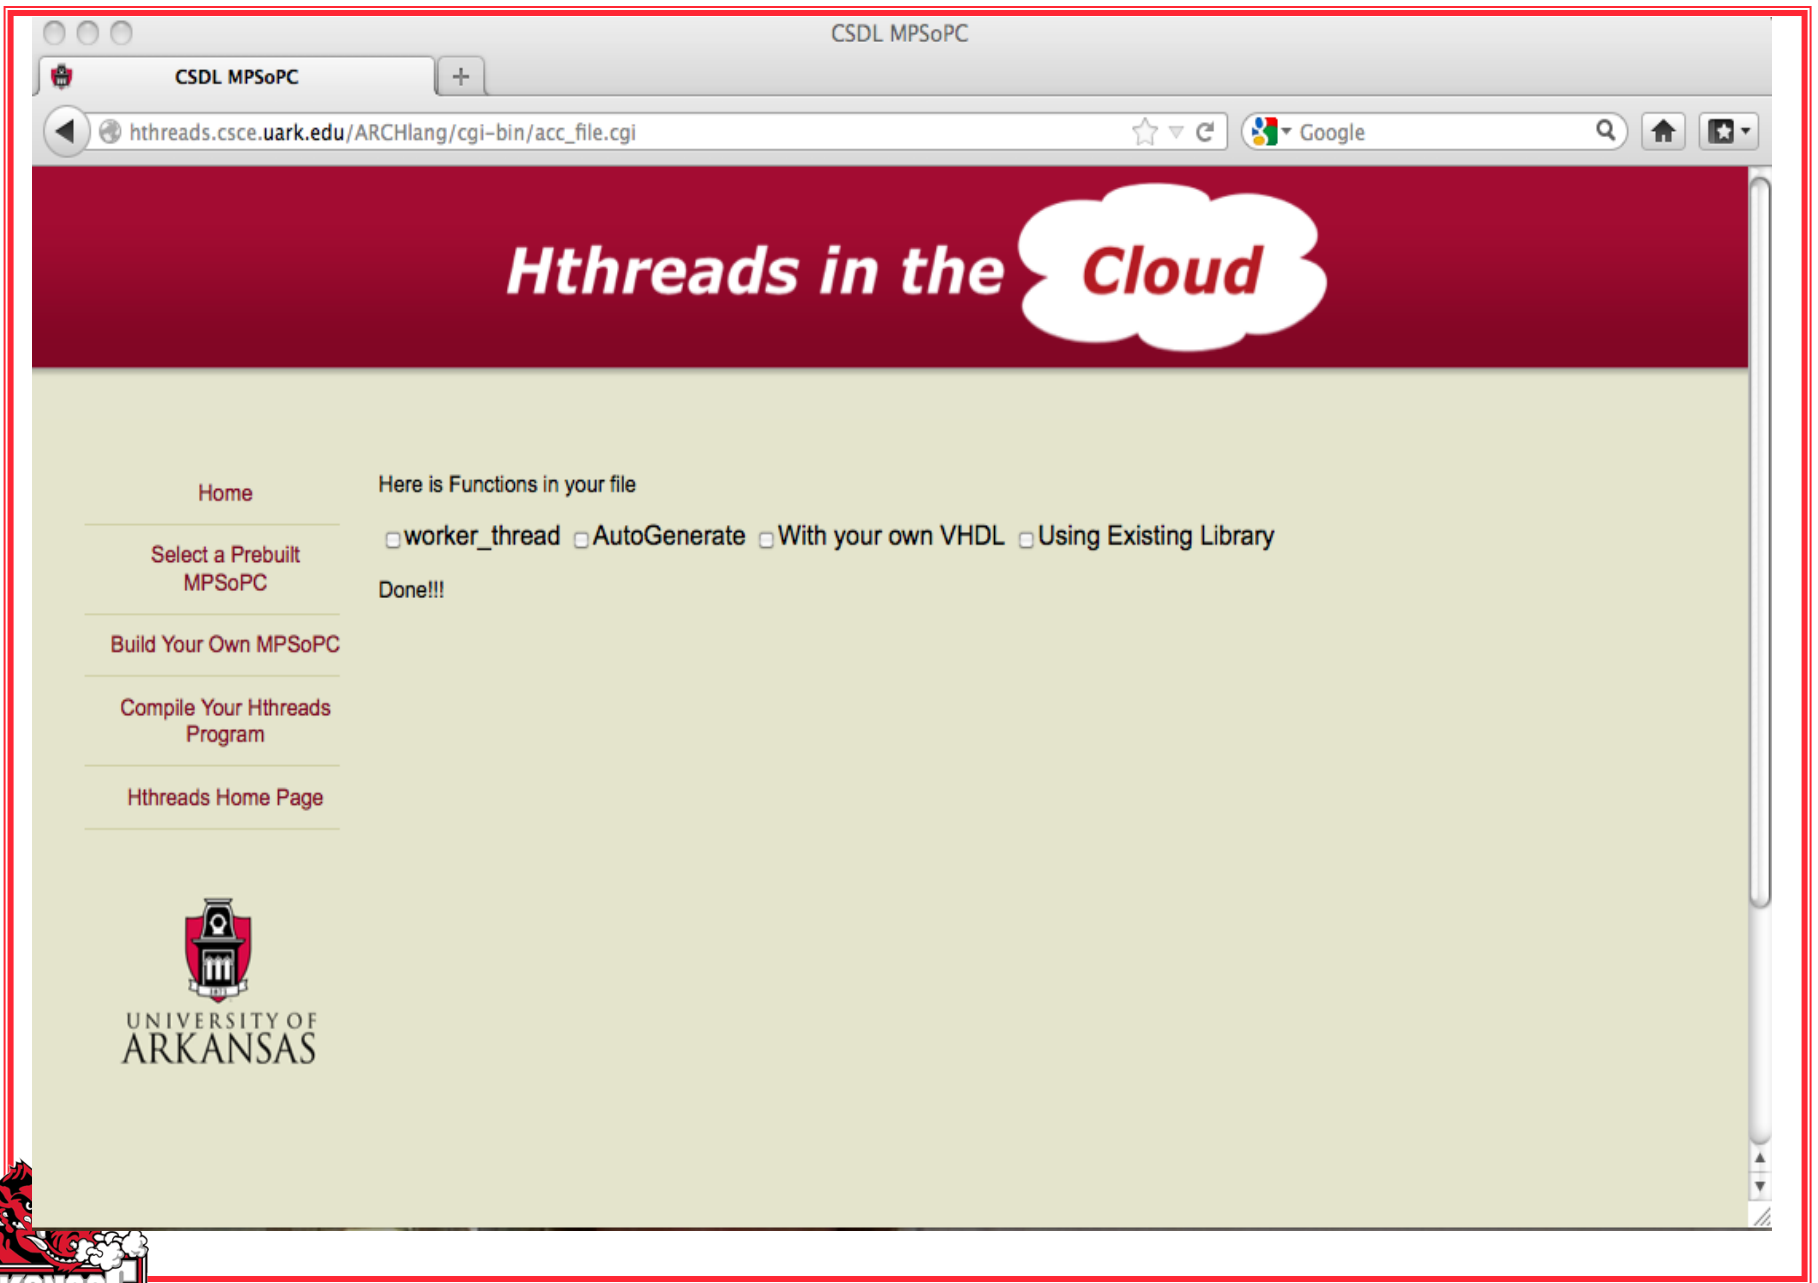 CSDL MPSoPC
CSDL MPSoPC
hthreads.csce.uark.edu/ARCHlang/cgi-bin/acc_file.cgi
Google
Hthreads in the Cloud
Home
Select a Prebuilt
MPSoPC
Build Your Own MPSoPC
Compile Your Hthreads
Program
Hthreads Home Page
Here is Functions in your file
worker_thread AutoGenerate With your own VHDL Using Existing Library
Done!!!
1871
UNIVERSITY OF
ARKANSAS